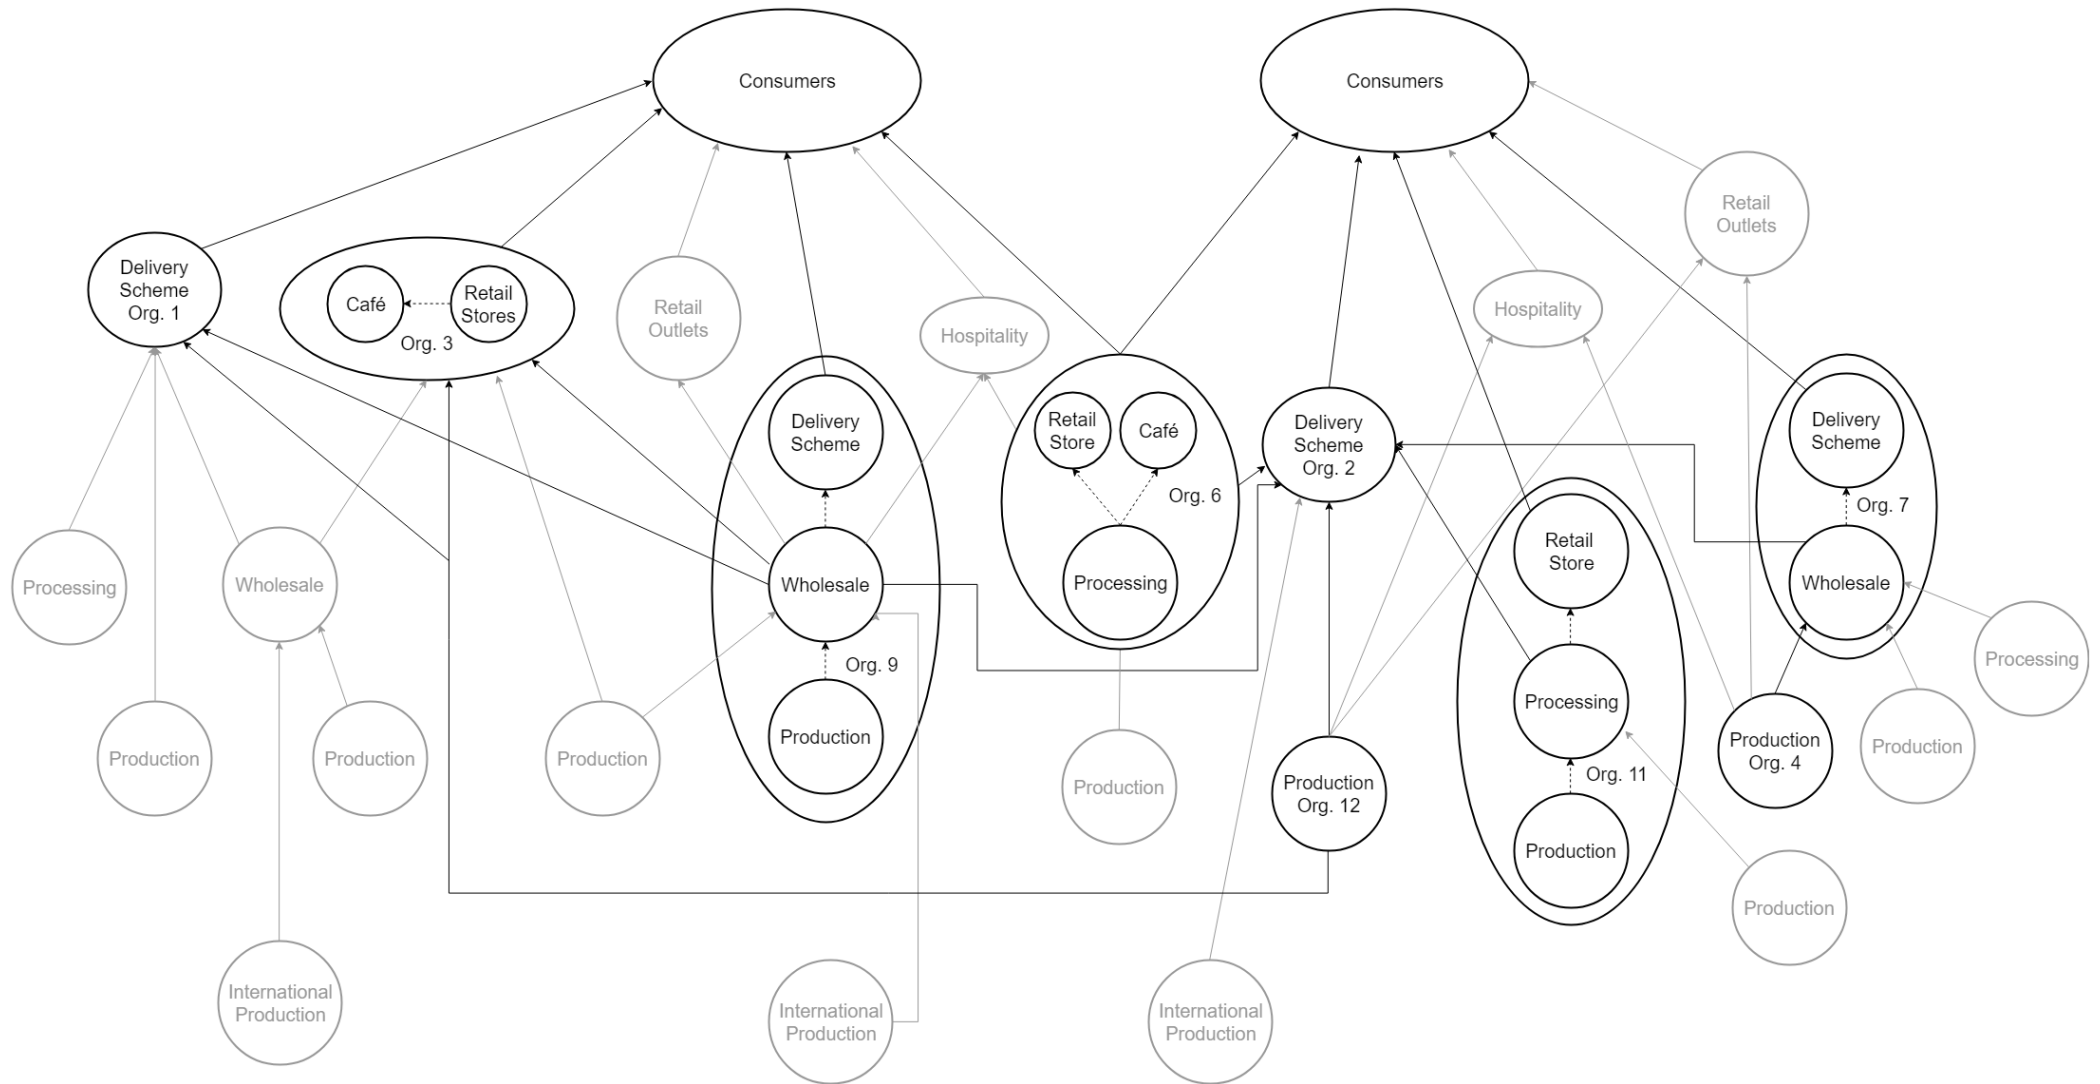 Consumers
Consumers
Retail
Outlets
Delivery
Scheme
Org. 1
Café
Retail
Stores
Org. 3
Retail
Outlets
Hospitality
Hospitality
Delivery
Scheme
Retail
Store
Café
Org. 6
Delivery
Scheme
Org. 2
Delivery
Scheme
Org. 7
Retail
Store
Processing
Wholesale
Wholesale
Processing
Wholesale
Org. 9
Processing
Processing
Production
Production
Production
Production
Production
Production
Org. 12
Org. 11
Production
Production
Org. 4
Production
Production
International
Production
International
Production
International
Production